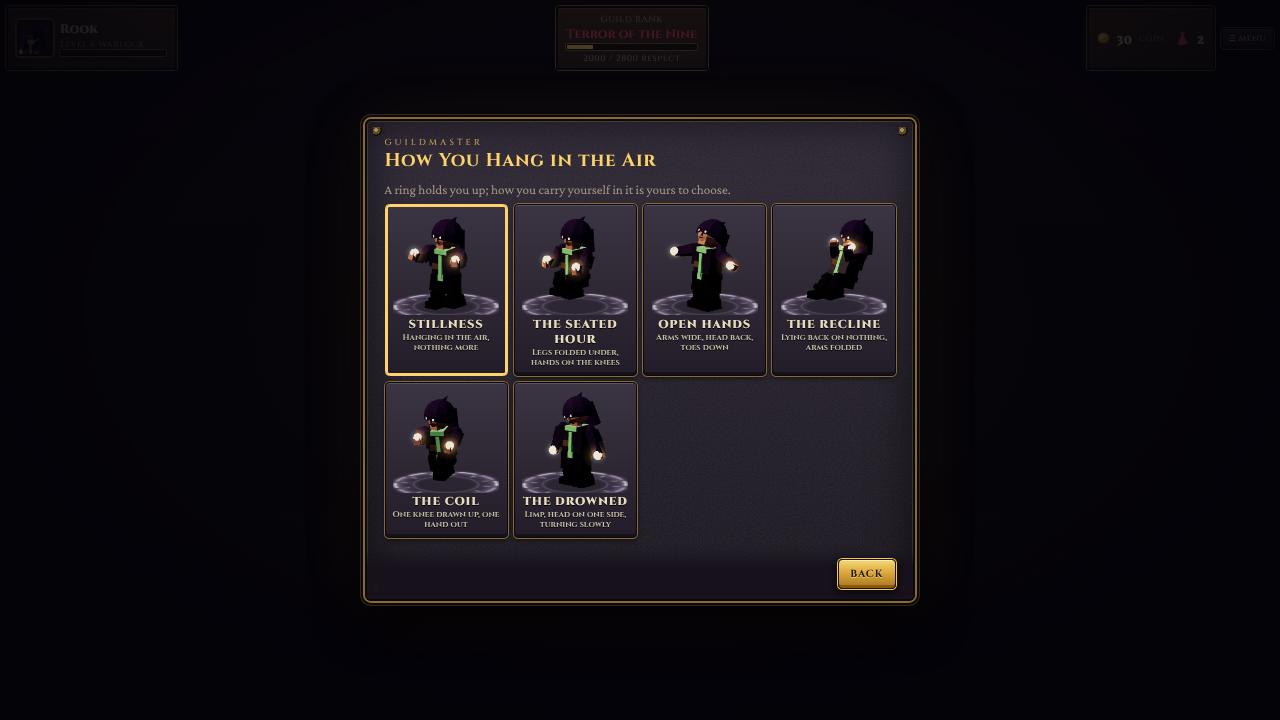 Rook
Level 6 Warlock
Guild Rank
Terror of the Nine
2000 / 2800 Respect
30 Coin
2
☰ Menu
Guildmaster
How You Hang in the Air
A ring holds you up; how you carry yourself in it is yours to choose.
Stillness
Hanging in the air,
nothing more
The Seated
Hour
Legs folded under,
hands on the knees
Open Hands
Arms wide, head back,
toes down
The Recline
Lying back on nothing,
arms folded
The Coil
One knee drawn up, one
hand out
The Drowned
Limp, head on one side,
turning slowly
Back